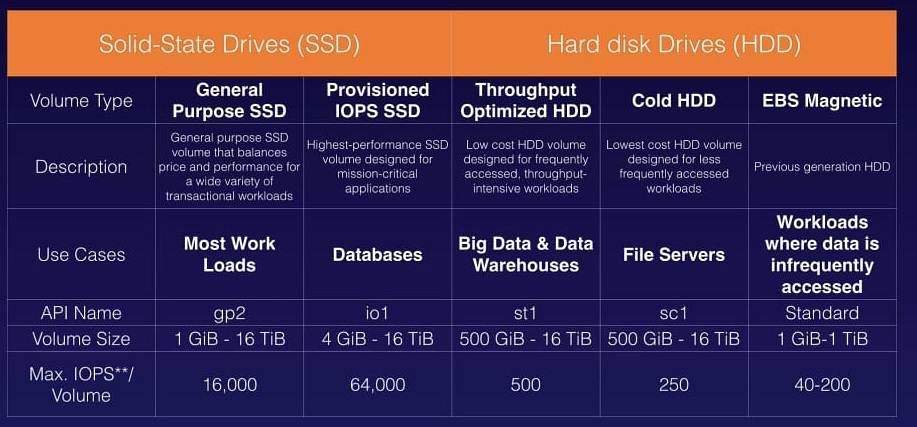 Solid-State Drives (SSD)
Hard disk Drives (HDD)
Volume Type
General
Purpose SSD
Provisioned
IOPS SSD
Throughput
Optimized HDD
Cold HDD
EBS Magnetic
Description
General purpose SSD
volume that balances
price and performance for
a wide variety of
transactional workloads
Highest-performance SSD
volume designed for
mission-critical
applications
Low cost HDD volume
designed for frequently
accessed, throughput-
intensive workloads
Lowest cost HDD volume
designed for less
frequently accessed
workloads
Previous generation HDD
Use Cases
Most Work
Loads
Databases
Big Data & Data
Warehouses
File Servers
Workloads
where data is
infrequently
accessed
API Name
gp2
io1
st1
sc1
Standard
Volume Size
1 GiB - 16 TiB
4 GiB - 16 TiB
500 GiB - 16 TiB
500 GiB - 16 TiB
1 GiB-1 TiB
Max. IOPS**/
Volume
16,000
64,000
500
250
40-200